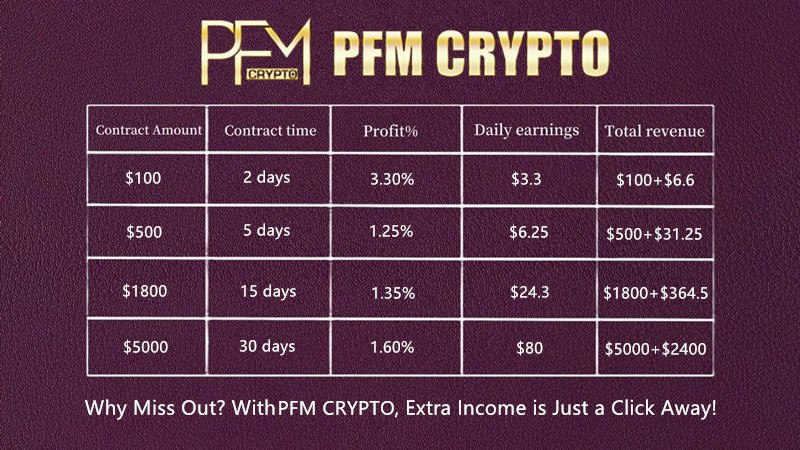 PFM CRYPTO PFM CRYPTO
Contract Amount Contract time Profit% Daily earnings Total revenue
$100 2 days 3.30% $3.3 $100+$6.6
$500 5 days 1.25% $6.25 $500+$31.25
$1800 15 days 1.35% $24.3 $1800+$364.5
$5000 30 days 1.60% $80 $5000+$2400
Why Miss Out? WithPFM CRYPTO, Extra Income is Just a Click Away!